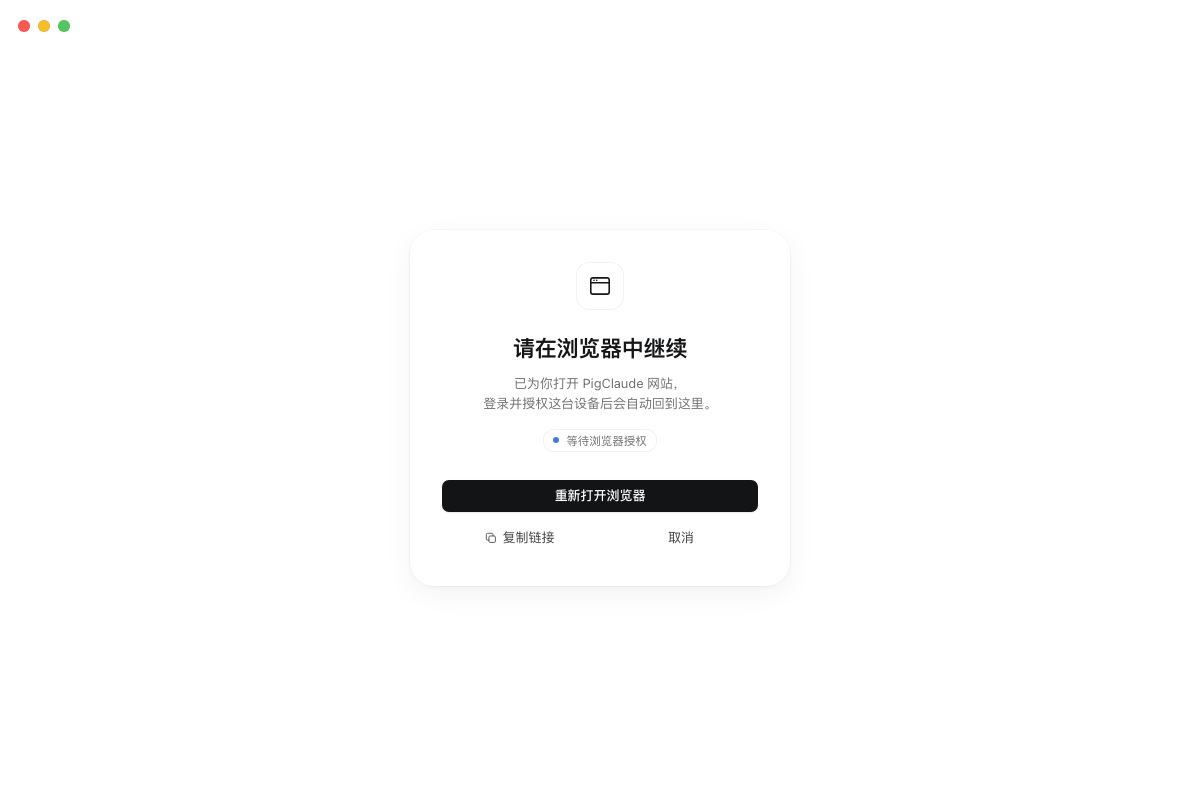 请在浏览器中继续
已为你打开 PigClaude 网站，
登录并授权这台设备后会自动回到这里。
等待浏览器授权
重新打开浏览器
复制链接
取消